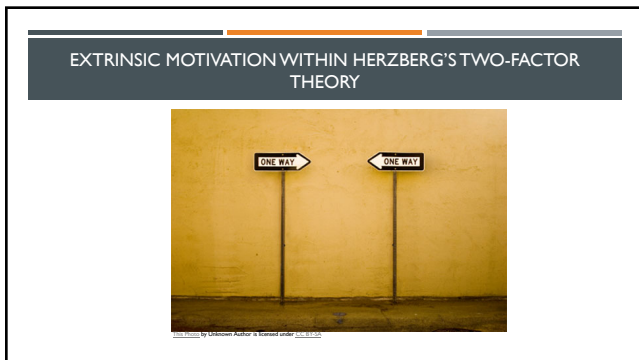 EXTRINSIC MOTIVATION WITHIN HERZBERG'S TWO-FACTOR
THEORY
ONE WAY
ONE WAY
This Photo by Unknown Author is licensed under CC BY-SA